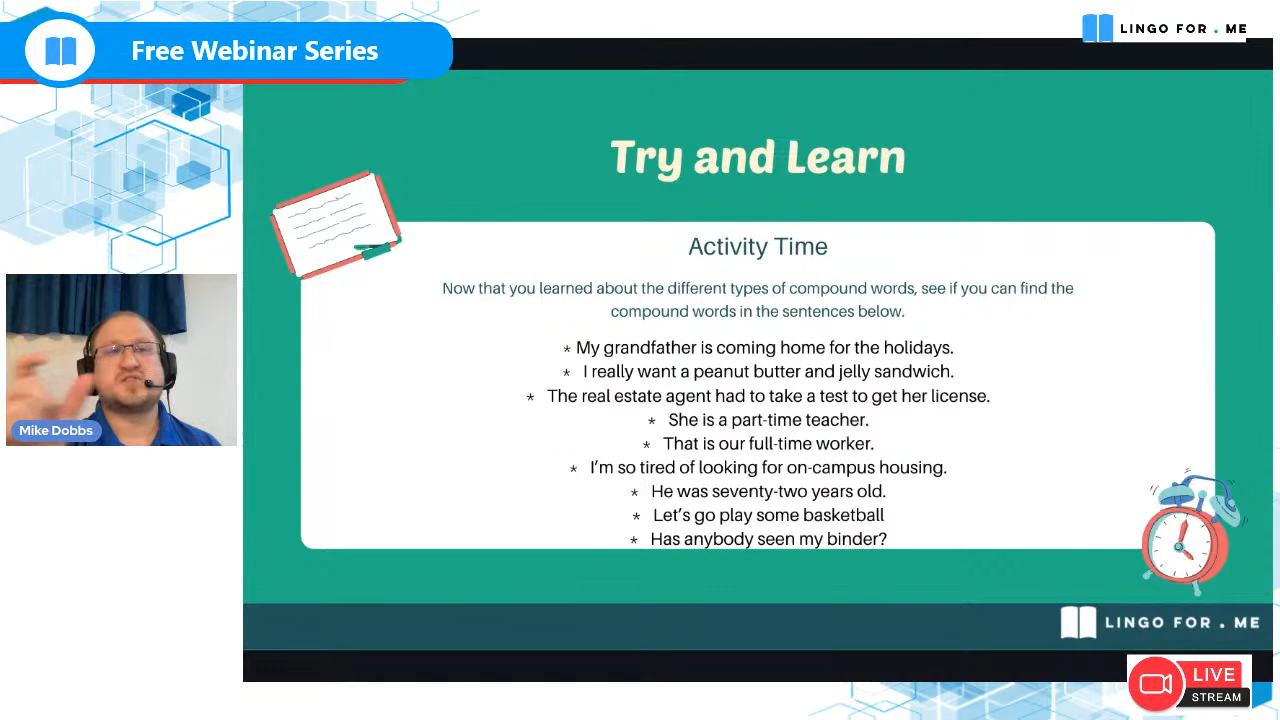 Free Webinar Series
LINGO FOR . ME
Try and Learn
Activity Time
Now that you learned about the different types of compound words, see if you can find the
compound words in the sentences below.
* My grandfather is coming home for the holidays.
* I really want a peanut butter and jelly sandwich.
* The real estate agent had to take a test to get her license.
* She is a part-time teacher.
* That is our full-time worker.
* I'm so tired of looking for on-campus housing.
* He was seventy-two years old.
* Let's go play some basketball
* Has anybody seen my binder?
Mike Dobbs
LINGO FOR . ME
LIVE
STREAM